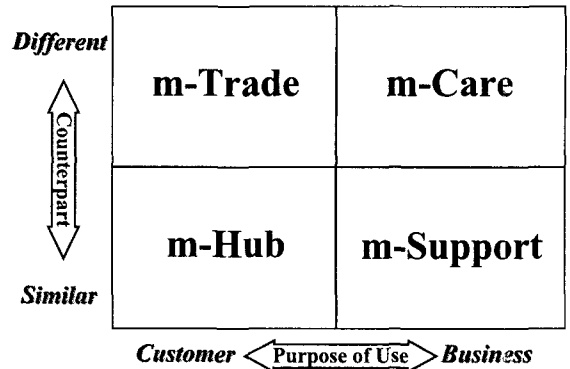 Different
m-Trade m-Care
Counterpart
m-Hub m-Support
Similar
Customer Purpose of Use Business